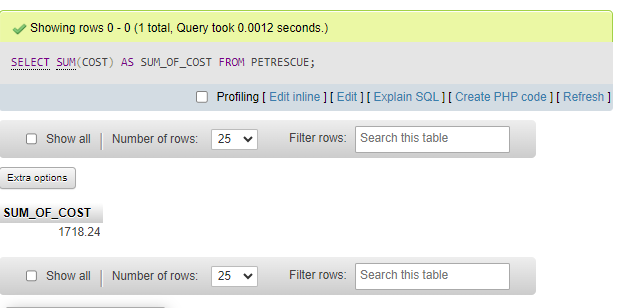 Showing rows 0 - 0 (1 total, Query took 0.0012 seconds.)
SELECT SUM(COST) AS SUM_OF_COST FROM PETRESCUE;
Profiling [ Edit inline ] [ Edit ] [ Explain SQL ] [ Create PHP code ] [ Refresh ]
Show all | Number of rows: 25 Filter rows: Search this table
Extra options
SUM_OF_COST
1718.24
Show all | Number of rows: 25 Filter rows: Search this table